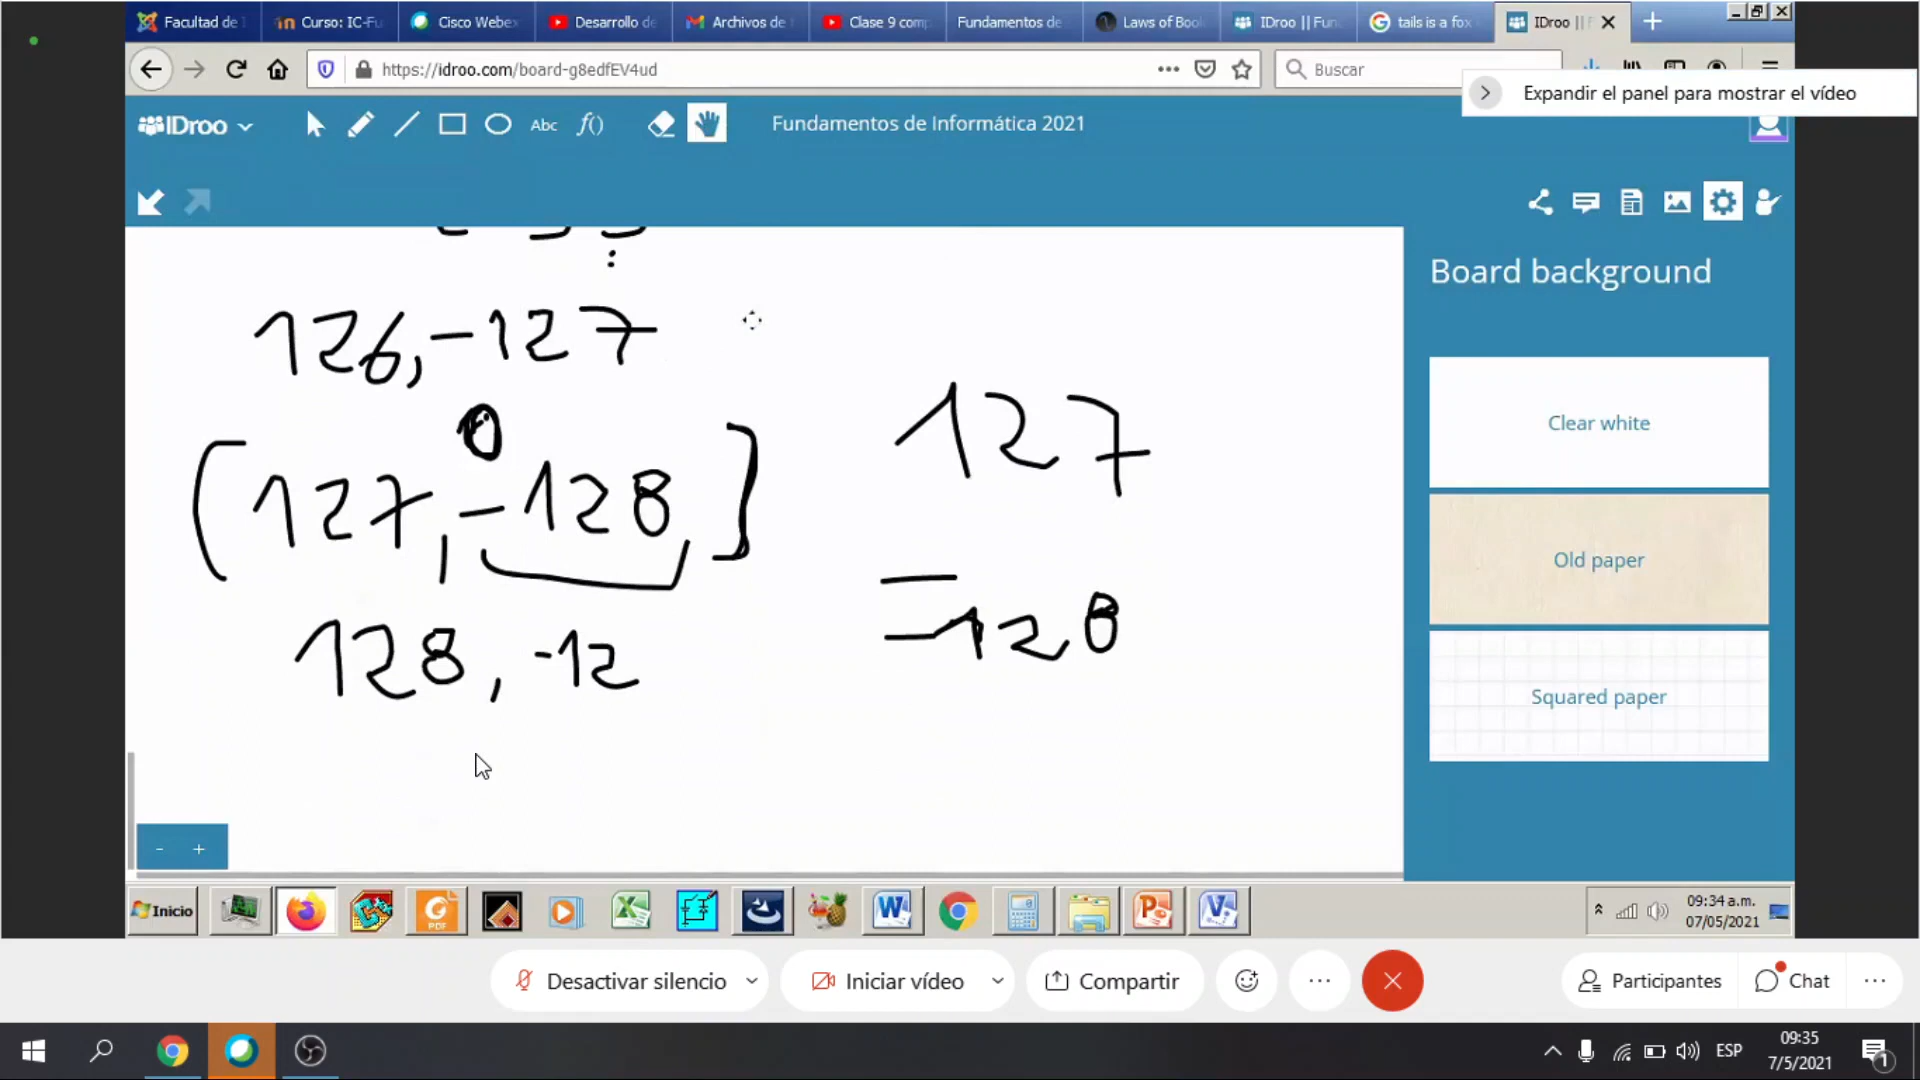 Facultad de
Curso: IC-Fu
Cisco Webex
Desarrollo de
Archivos de
Clase 9 comp
Fundamentos de
Laws of Boo
IDroo || Fun
tails is a fox
IDroo || F
https://idroo.com/board-g8edfEV4ud
Buscar
Expandir el panel para mostrar el vídeo
IDroo
Abc
f()
Fundamentos de Informática 2021
Board background
126,-127
0
(127,-128,]
127
128, -12
-128
Clear white
Old paper
Squared paper
- +
Inicio
PDF
09:34 a.m.
07/05/2021
Desactivar silencio
Iniciar vídeo
Compartir
Participantes
Chat
ESP
09:35
7/5/2021
1